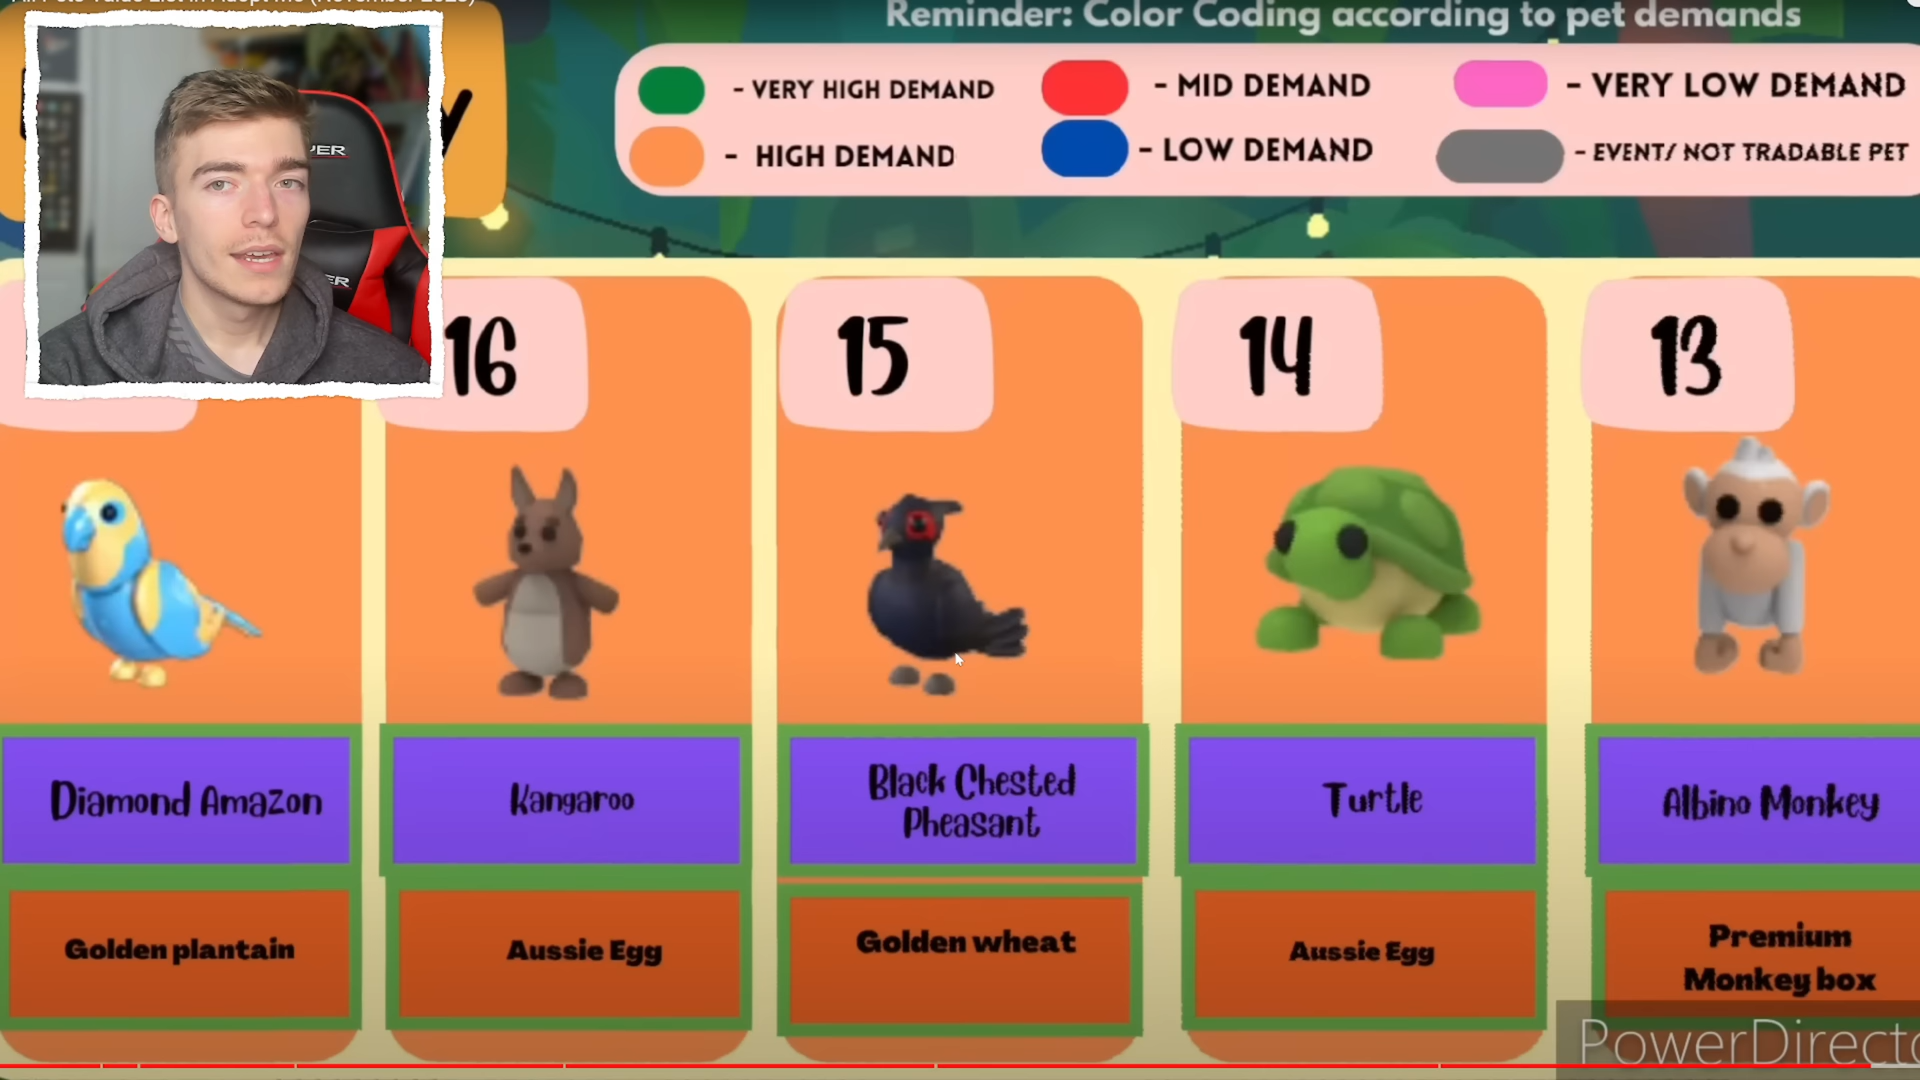 Reminder: Color Coding according to pet demands
- VERY HIGH DEMAND
- MID DEMAND
- VERY LOW DEMAND
- HIGH DEMAND
- LOW DEMAND
- EVENT/ NOT TRADABLE PET
16
15
14
13
Diamond Amazon
Kangaroo
Black Chested
Pheasant
Turtle
Albino Monkey
Golden plantain
Aussie Egg
Golden wheat
Aussie Egg
Premium
Monkey box